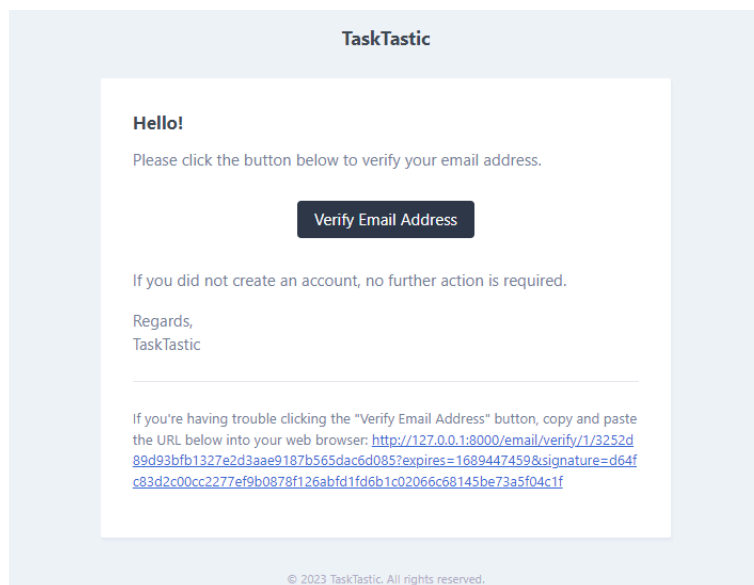 TaskTastic
Hello!
Please click the button below to verify your email address.
Verify Email Address
If you did not create an account, no further action is required.
Regards,
TaskTastic
If you're having trouble clicking the "Verify Email Address" button, copy and paste
the URL below into your web browser: http://127.0.0.1:8000/email/verify/1/3252d
89d93bfb1327e2d3aae9187b565dac6d085?expires=1689447459&signature=d64f
c83d2c00cc2277ef9b0878f126abfd1fd6b1c02066c68145be73a5f04c1f
© 2023 TaskTastic. All rights reserved.